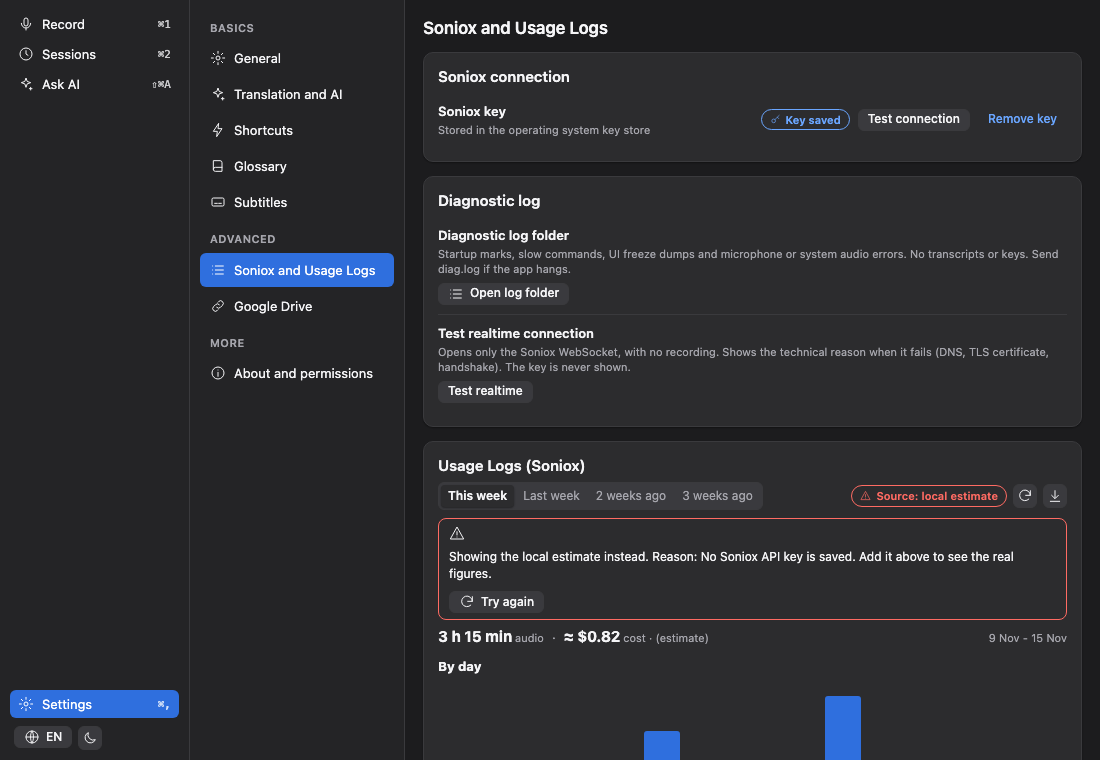 Record ⌘1
Sessions ⌘2
Ask AI ⇧⌘A
Settings ⌘,
EN
BASICS
General
Translation and AI
Shortcuts
Glossary
Subtitles
ADVANCED
Soniox and Usage Logs
Google Drive
MORE
About and permissions
Soniox and Usage Logs
Soniox connection
Soniox key
Stored in the operating system key store
Key saved
Test connection
Remove key
Diagnostic log
Diagnostic log folder
Startup marks, slow commands, UI freeze dumps and microphone or system audio errors. No transcripts or keys. Send
diag.log if the app hangs.
Open log folder
Test realtime connection
Opens only the Soniox WebSocket, with no recording. Shows the technical reason when it fails (DNS, TLS certificate,
handshake). The key is never shown.
Test realtime
Usage Logs (Soniox)
This week Last week 2 weeks ago 3 weeks ago
Source: local estimate
Showing the local estimate instead. Reason: No Soniox API key is saved. Add it above to see the real
figures.
Try again
3 h 15 min audio · ≈ $0.82 cost · (estimate) 9 Nov - 15 Nov
By day